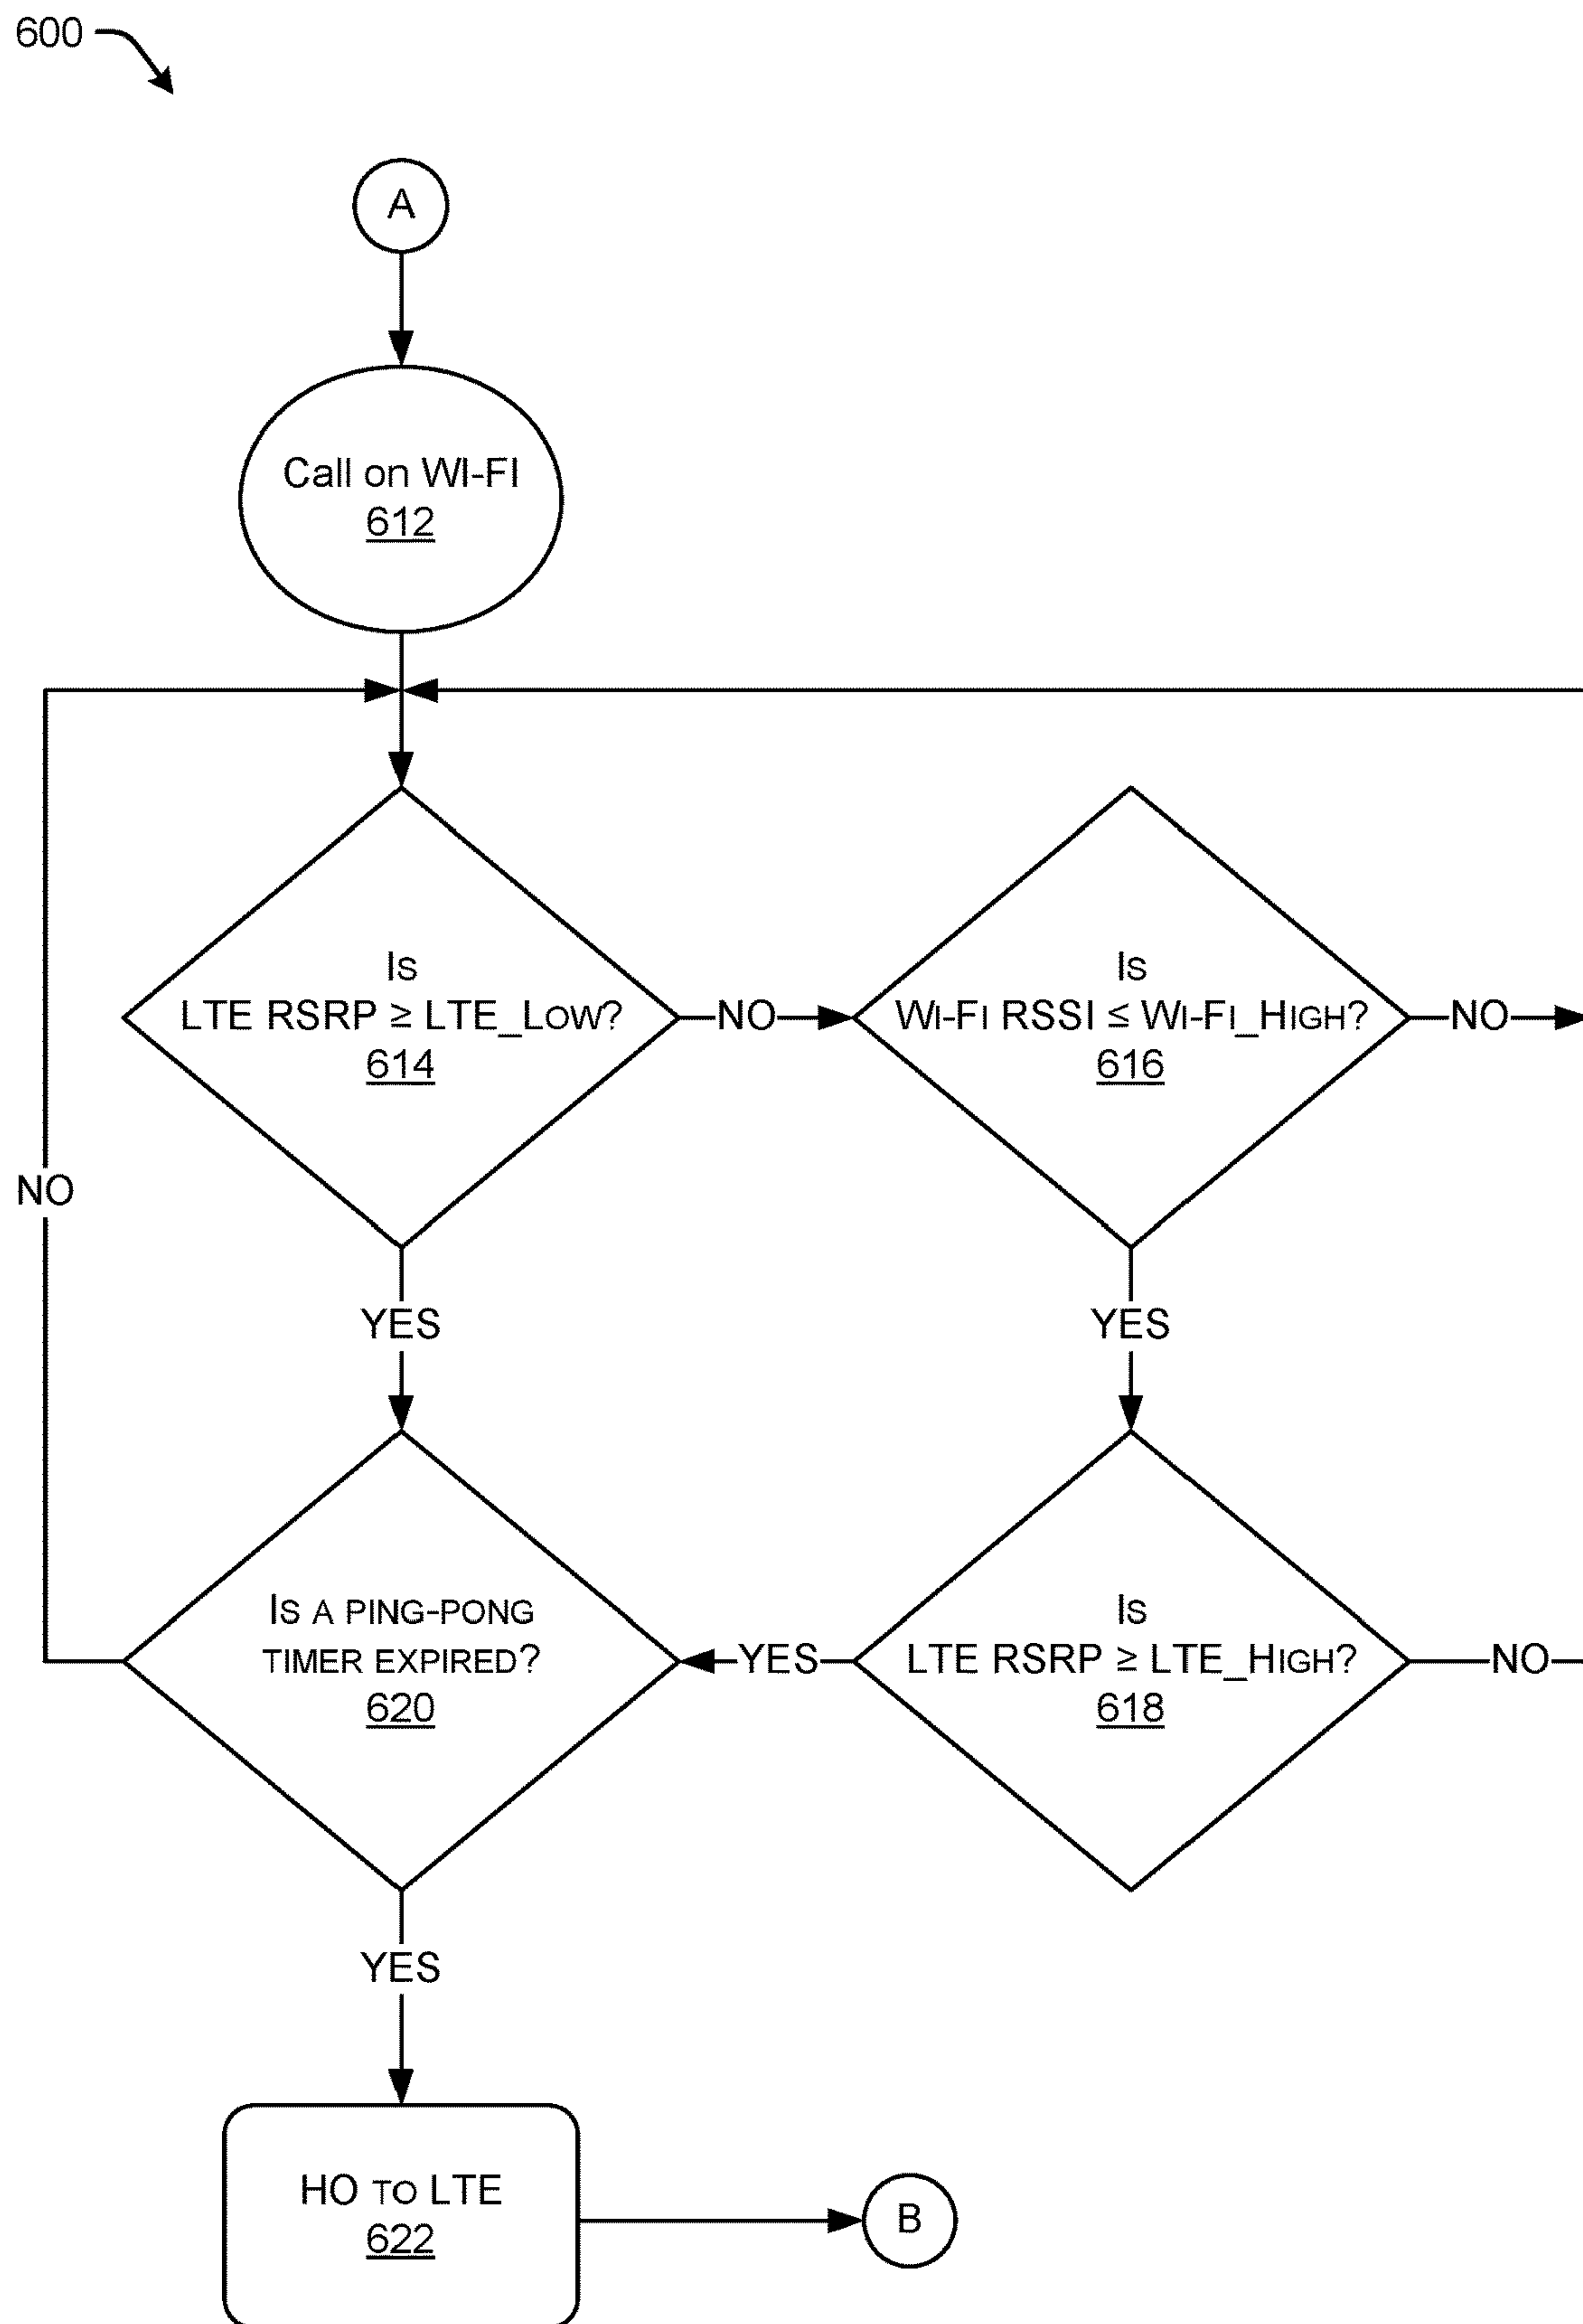 600
A
Call on WI-FI
612
Is
LTE RSRP ≥ LTE_Low?
614
NO
Is
Wi-Fi RSSI ≤ Wi-Fi_High?
616
NO
NO
YES
YES
Is a ping-pong
timer expired?
620
YES
Is
LTE RSRP ≥ LTE_High?
618
NO
YES
HO to LTE
622
B